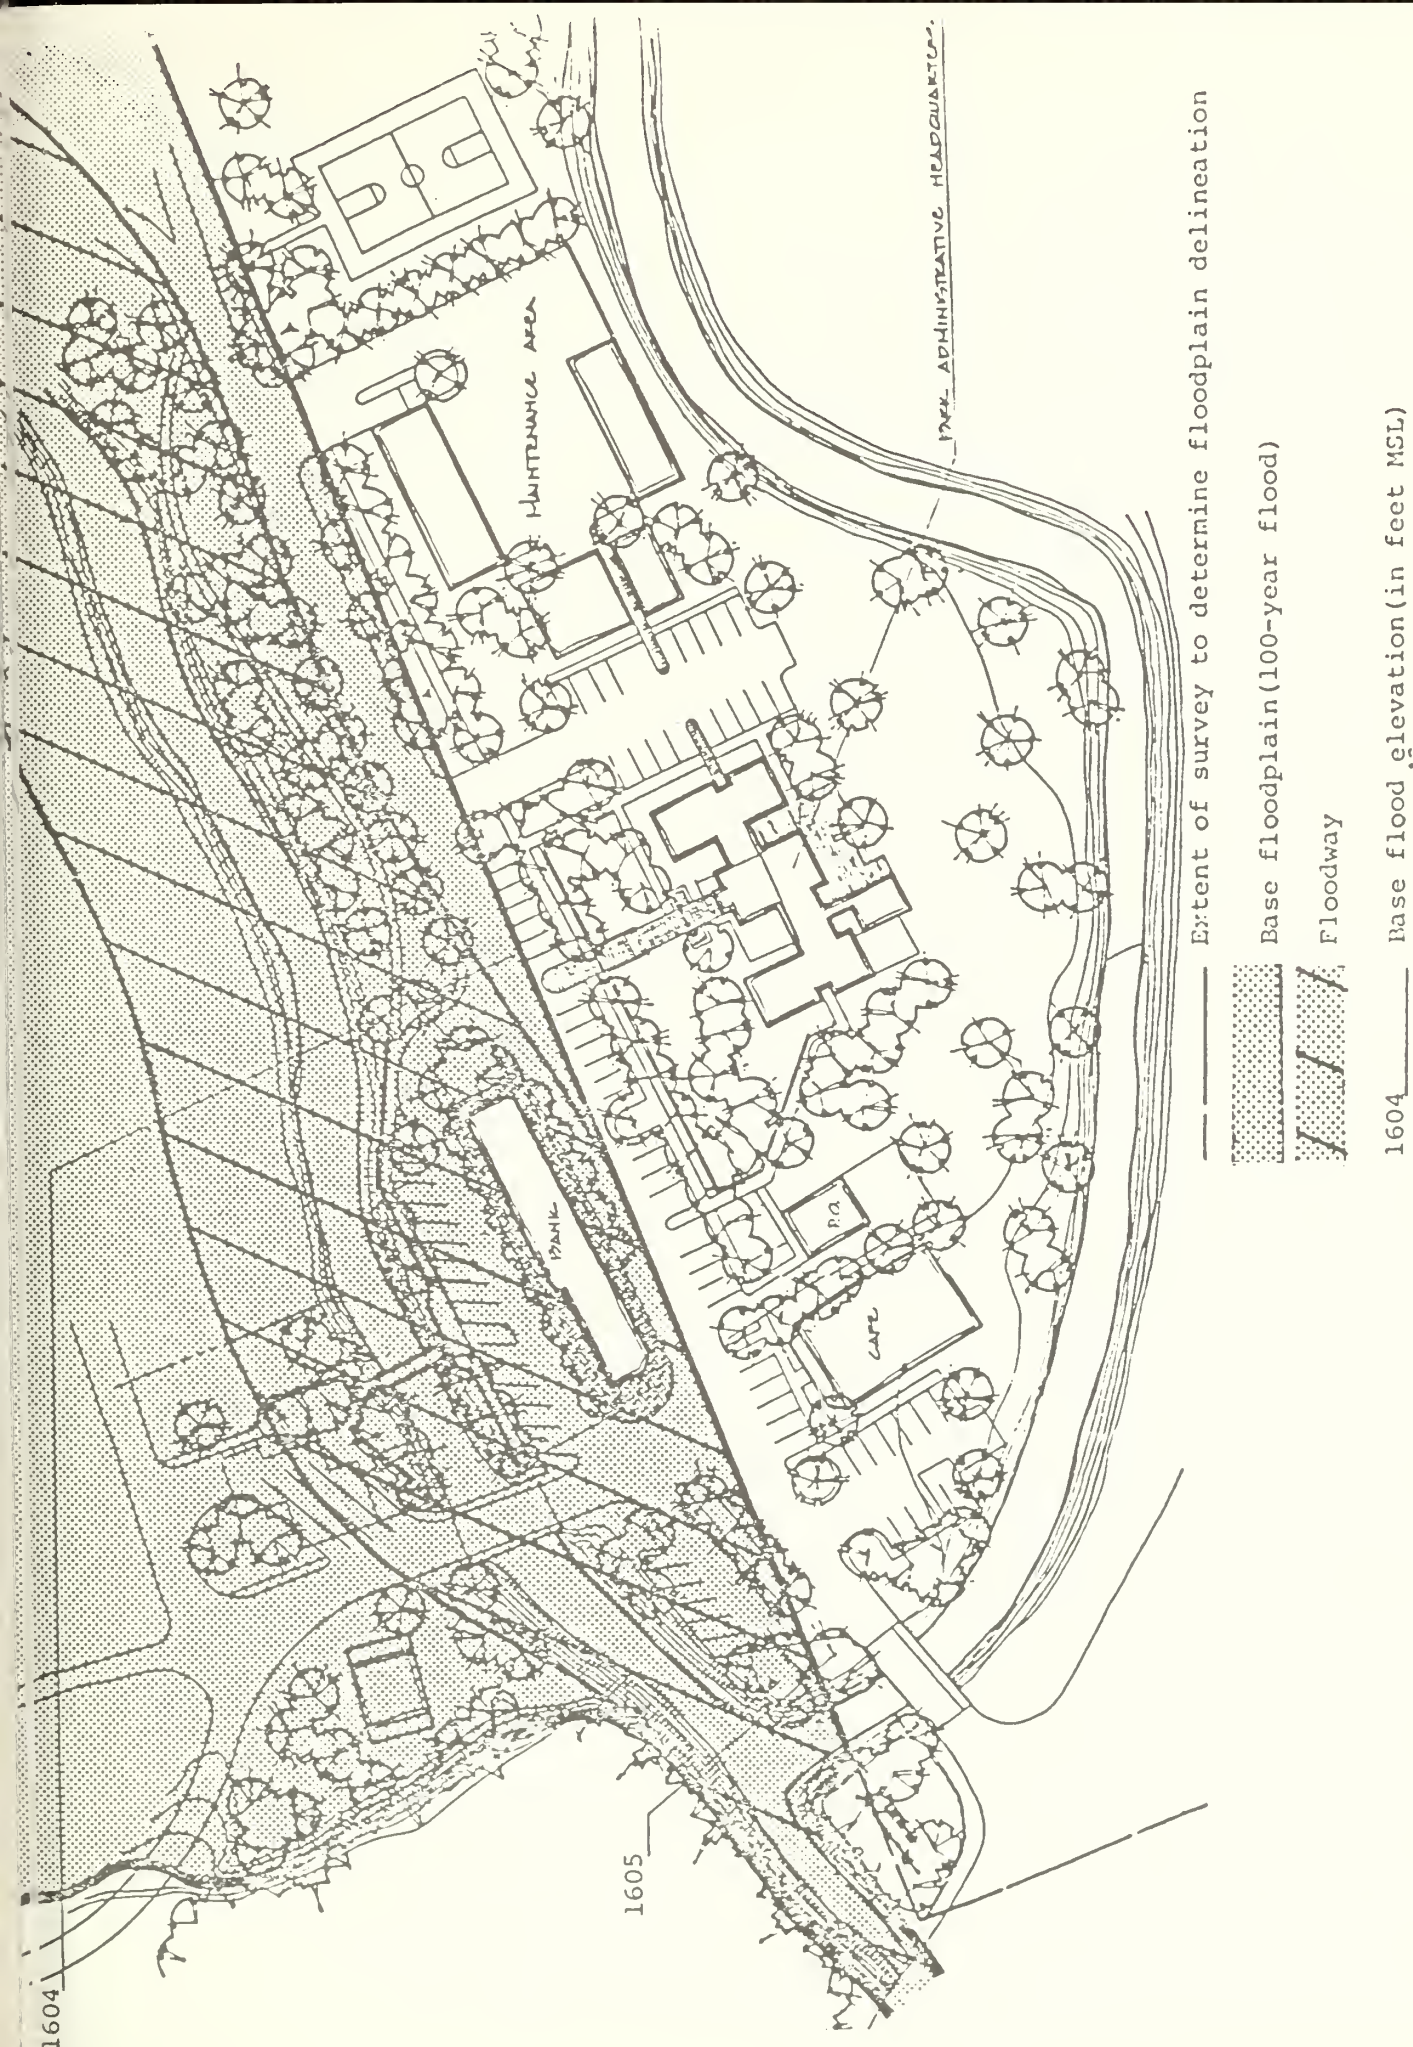 MAINTENANCE AREA
PARK ADMINISTRATIVE HEADQUARTERS
BANK
P.O.
CAFE
1605
1604
Extent of survey to determine floodplain delineation
Base floodplain(100-year flood)
Floodway
1604 Base flood elevation(in feet MSL)